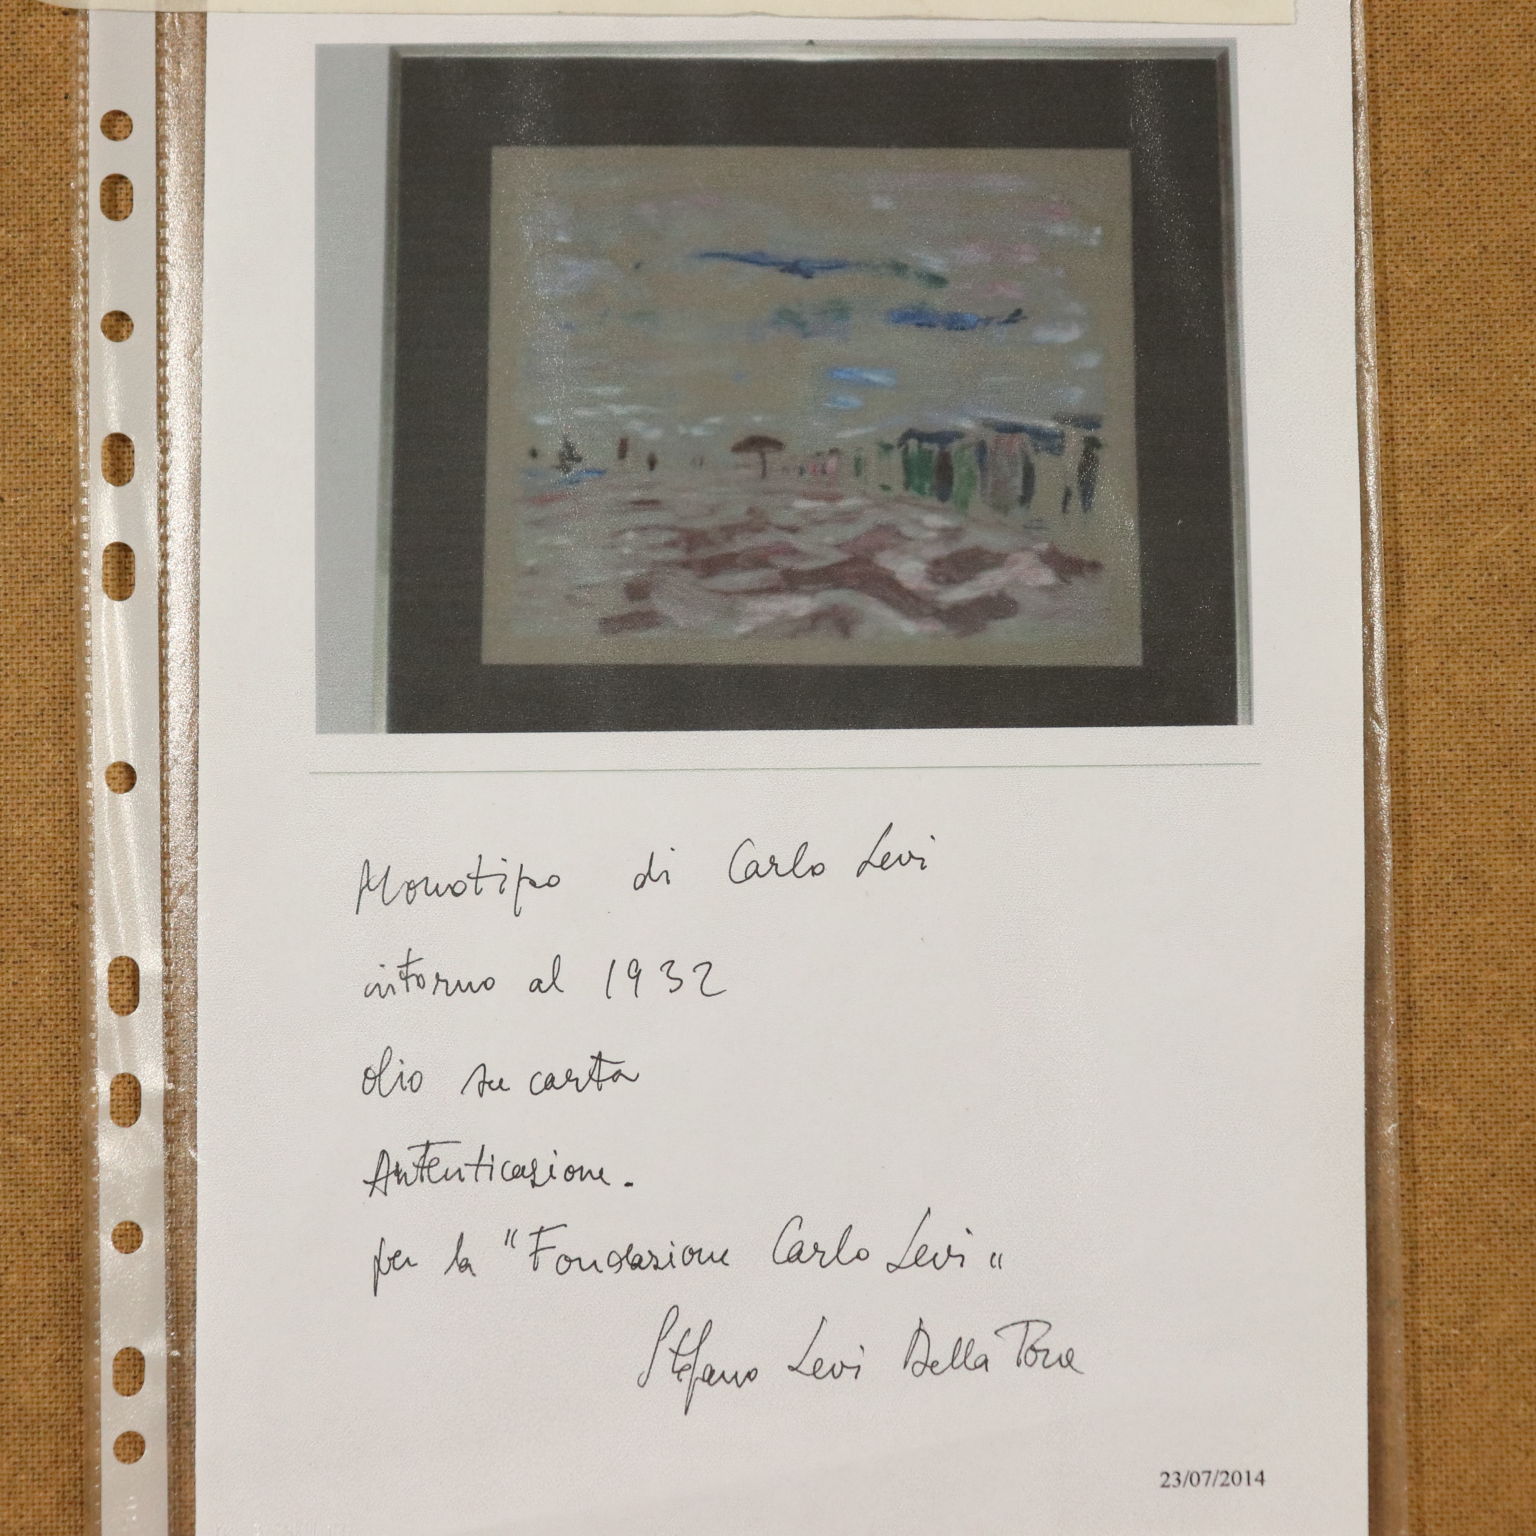 Monotipo di Carlo Levi
intorno al 1932
olio su carta
Autenticazione.
per la "Fondazione Carlo Levi"
Stefano Levi Della Torre
23/07/2014